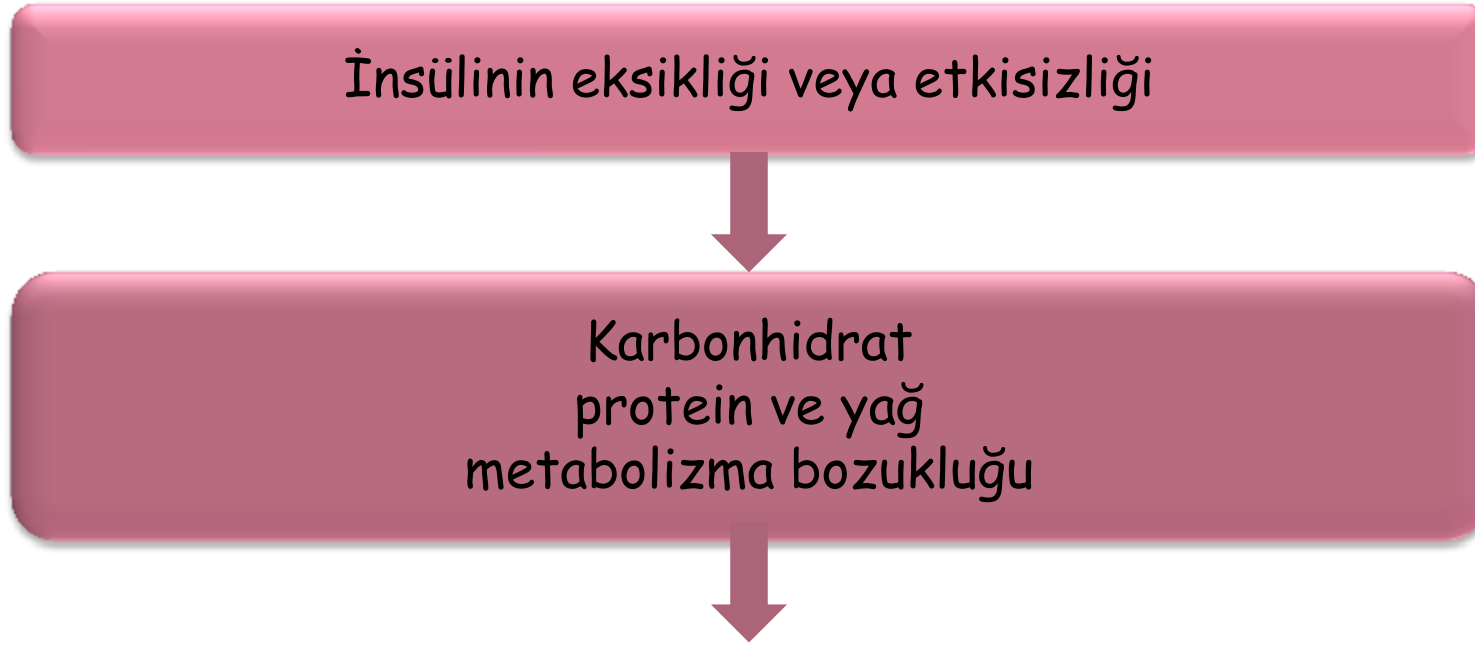 İnsülinin eksikliği veya etkisizliği
Karbonhidrat
protein ve yağ
metabolizma bozukluğu